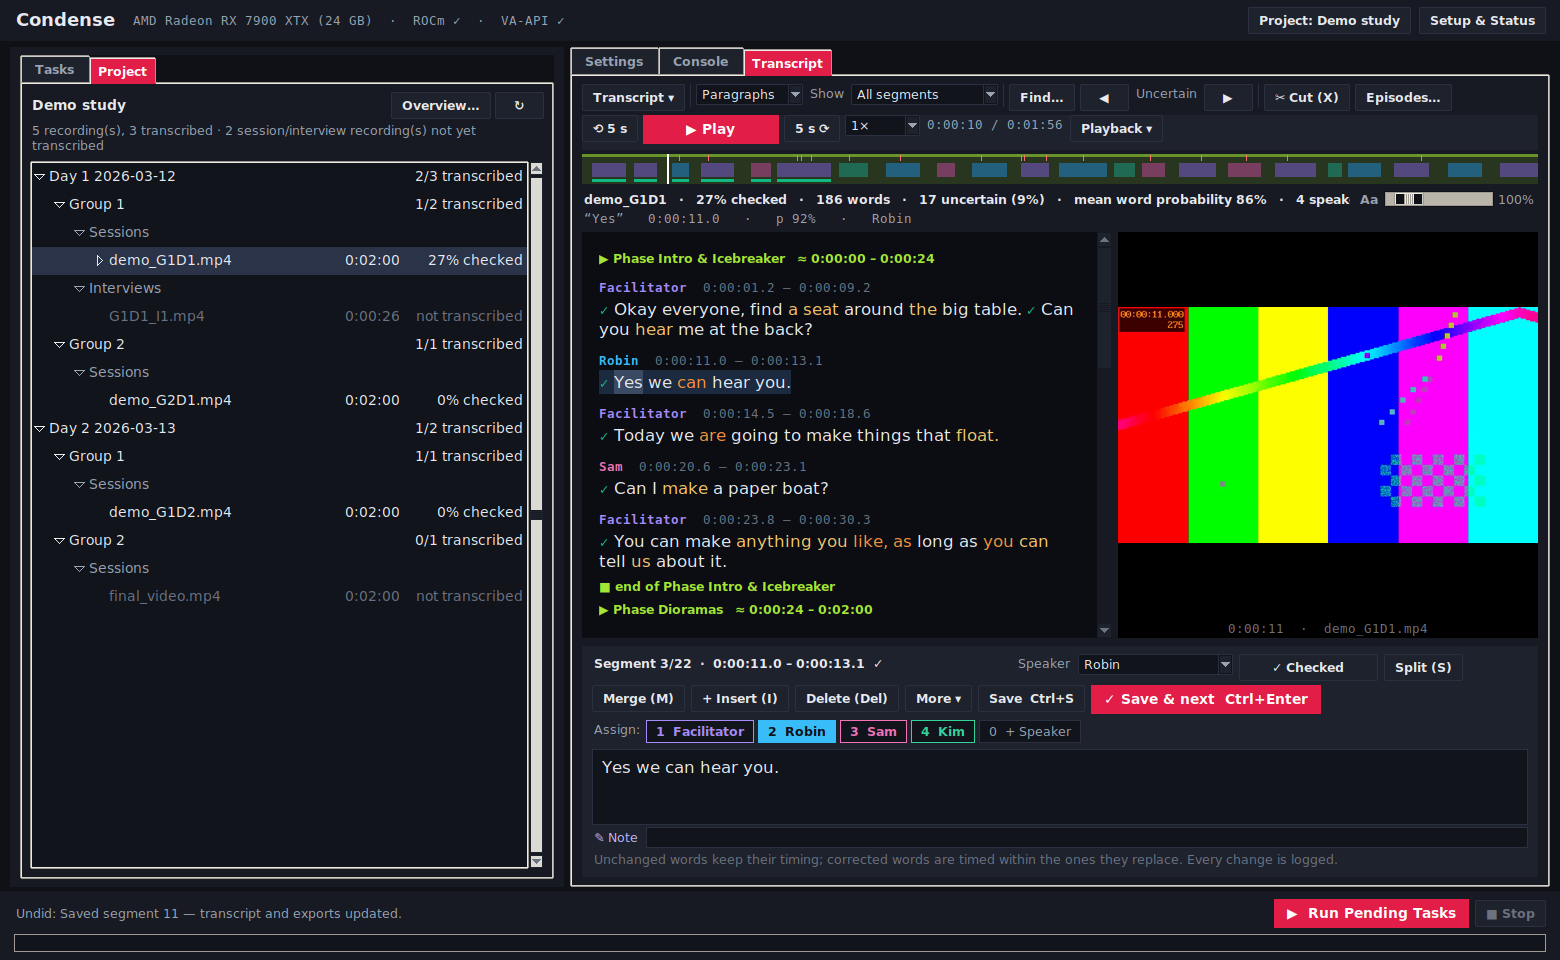 Condense AMD Radeon RX 7900 XTX (24 GB) · ROCm ✓ · VA-API ✓ Project: Demo study Setup & Status
Tasks Project
Demo study Overview... ↻
5 recording(s), 3 transcribed · 2 session/interview recording(s) not yet
transcribed
Day 1 2026-03-12 2/3 transcribed
Group 1 1/2 transcribed
Sessions
demo_G1D1.mp4 0:02:00 27% checked
Interviews
G1D1_I1.mp4 0:00:26 not transcribed
Group 2 1/1 transcribed
Sessions
demo_G2D1.mp4 0:02:00 0% checked
Day 2 2026-03-13 1/2 transcribed
Group 1 1/1 transcribed
Sessions
demo_G1D2.mp4 0:02:00 0% checked
Group 2 0/1 transcribed
Sessions
final_video.mp4 0:02:00 not transcribed
Settings Console Transcript
Transcript ▾ Paragraphs Show All segments Find... ◀ Uncertain ▶ ✂ Cut (X) Episodes...
⟲ 5 s ▶ Play 5 s ⟳ 1× 0:00:10 / 0:01:56 Playback ▾
demo_G1D1 · 27% checked · 186 words · 17 uncertain (9%) · mean word probability 86% · 4 speak Aa 100%
“Yes” 0:00:11.0 · p 92% · Robin
▶ Phase Intro & Icebreaker ≈ 0:00:00 – 0:00:24
Facilitator 0:00:01.2 — 0:00:09.2
✓ Okay everyone, find a seat around the big table. ✓ Can
you hear me at the back?
Robin 0:00:11.0 — 0:00:13.1
✓ Yes we can hear you.
Facilitator 0:00:14.5 — 0:00:18.6
✓ Today we are going to make things that float.
Sam 0:00:20.6 — 0:00:23.1
✓ Can I make a paper boat?
Facilitator 0:00:23.8 — 0:00:30.3
✓ You can make anything you like, as long as you can
tell us about it.
■ end of Phase Intro & Icebreaker
▶ Phase Dioramas ≈ 0:00:24 – 0:02:00
00:00:11.000
275
0:00:11 · demo_G1D1.mp4
Segment 3/22 · 0:00:11.0 – 0:00:13.1 ✓ Speaker Robin ✓ Checked Split (S)
Merge (M) + Insert (I) Delete (Del) More ▾ Save Ctrl+S ✓ Save & next Ctrl+Enter
Assign: 1 Facilitator 2 Robin 3 Sam 4 Kim 0 + Speaker
Yes we can hear you.
✎ Note
Unchanged words keep their timing; corrected words are timed within the ones they replace. Every change is logged.
Undid: Saved segment 11 — transcript and exports updated. ▶ Run Pending Tasks ■ Stop